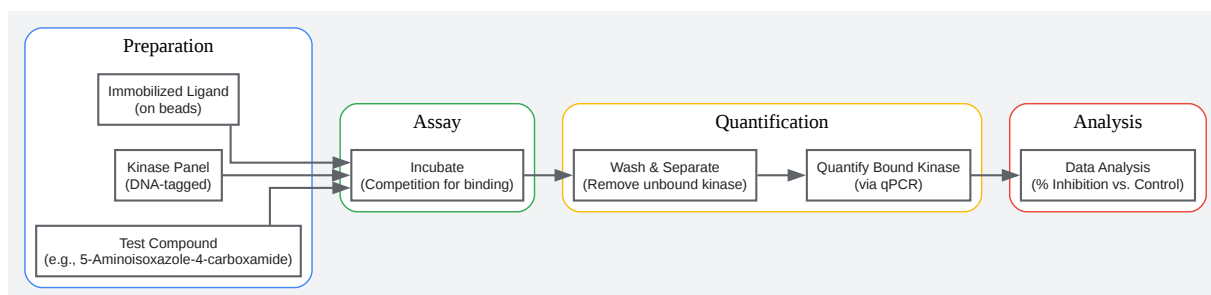 Preparation
Immobilized Ligand
(on beads)
Kinase Panel
(DNA-tagged)
Test Compound
(e.g., 5-Aminoisoxazole-4-carboxamide)
Assay
Incubate
(Competition for binding)
Quantification
Wash & Separate
(Remove unbound kinase)
Quantify Bound Kinase
(via qPCR)
Analysis
Data Analysis
(% Inhibition vs. Control)